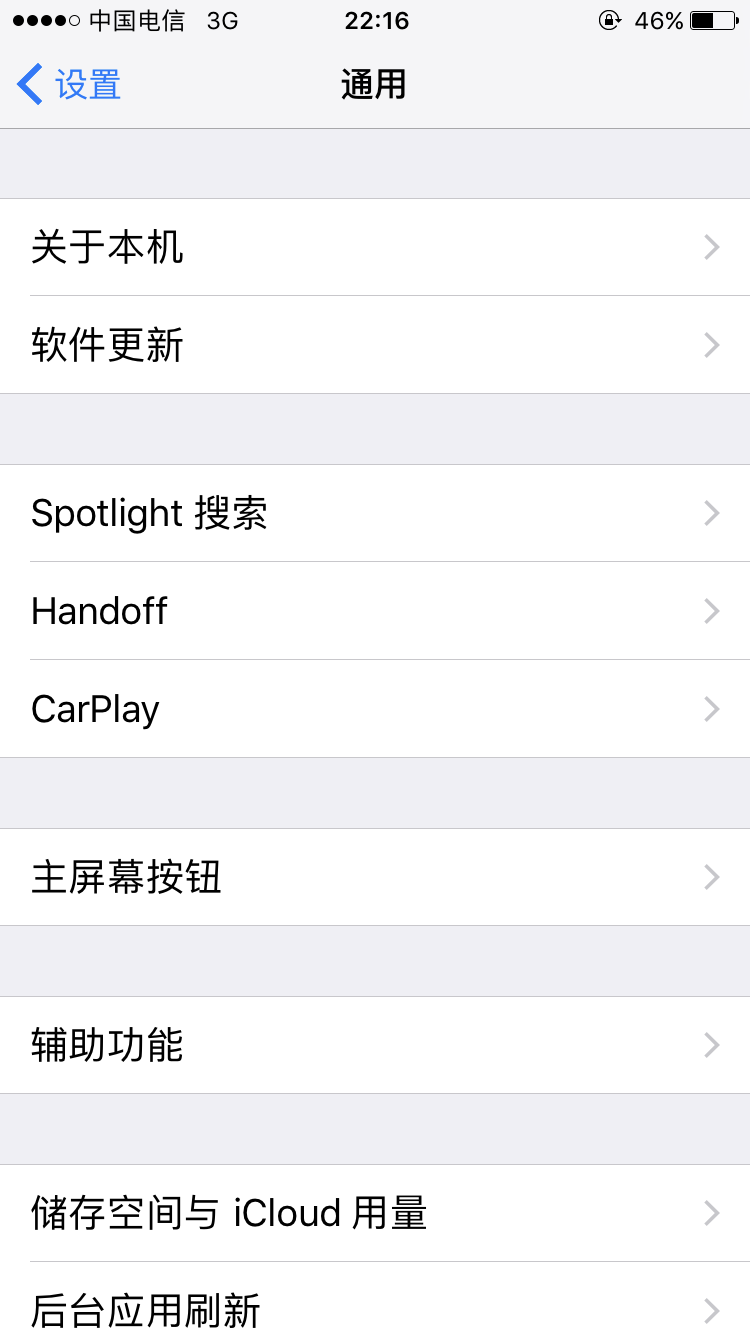 中国电信 3G 22:16 46%
设置 通用
关于本机
软件更新
Spotlight 搜索
Handoff
CarPlay
主屏幕按钮
辅助功能
储存空间与 iCloud 用量
后台应用刷新